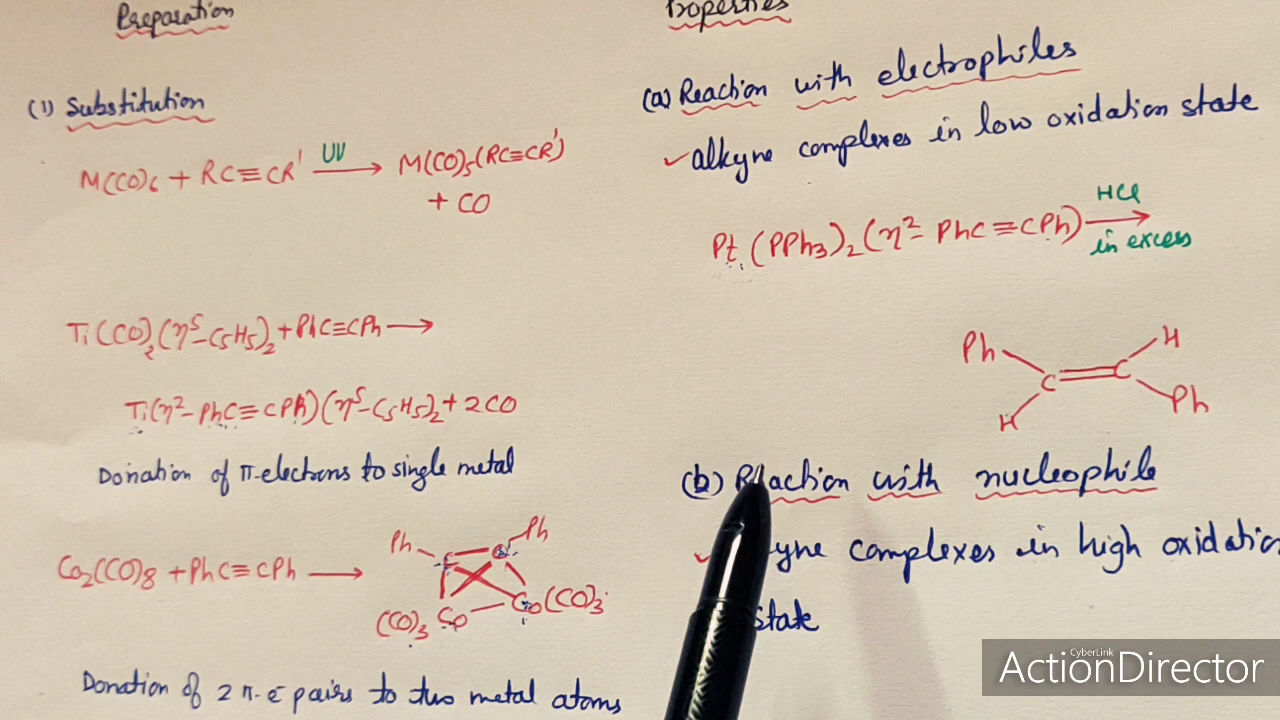 Preparation
(1) Substitution
M(CO)6 + RC≡CR' UV → M(CO)5(RC≡CR')
+ CO
Ti(CO)2(η5-C5H5)2 + PhC≡CPh →
Ti(η2-PhC≡CPh)(η5-C5H5)2 + 2CO
Donation of π-electrons to single metal
Co2(CO)8 + PhC≡CPh →
Ph Ph
C C
(CO)3 Co Co(CO)3
Donation of 2 π-e pairs to two metal atoms
Properties
(a) Reaction with electrophiles
✓alkyne complexes in low oxidation state
Pt(PPh3)2(η2-PhC≡CPh) HCl in excess →
Ph H
C=C
H Ph
(b) Reaction with nucleophile
yne complexes in high oxidation
state
CyberLink
ActionDirector